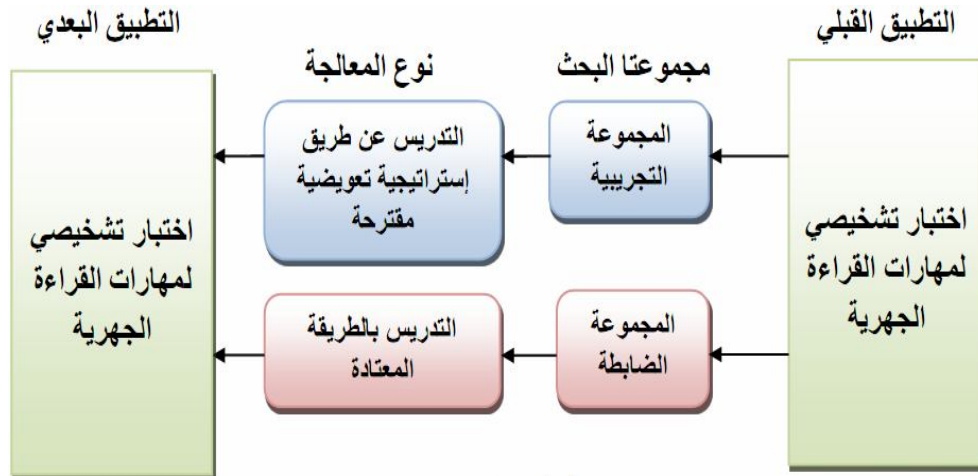 التطبيق القبلي
اختبار تشخيصي
لمهارات القراءة
الجهرية
مجموعتا البحث
المجموعة
التجريبية
المجموعة
الضابطة
نوع المعالجة
التدريس عن طريق
إستراتيجية تعويضية
مقترحة
التدريس بالطريقة
المعتادة
التطبيق البعدي
اختبار تشخيصي
لمهارات القراءة
الجهرية